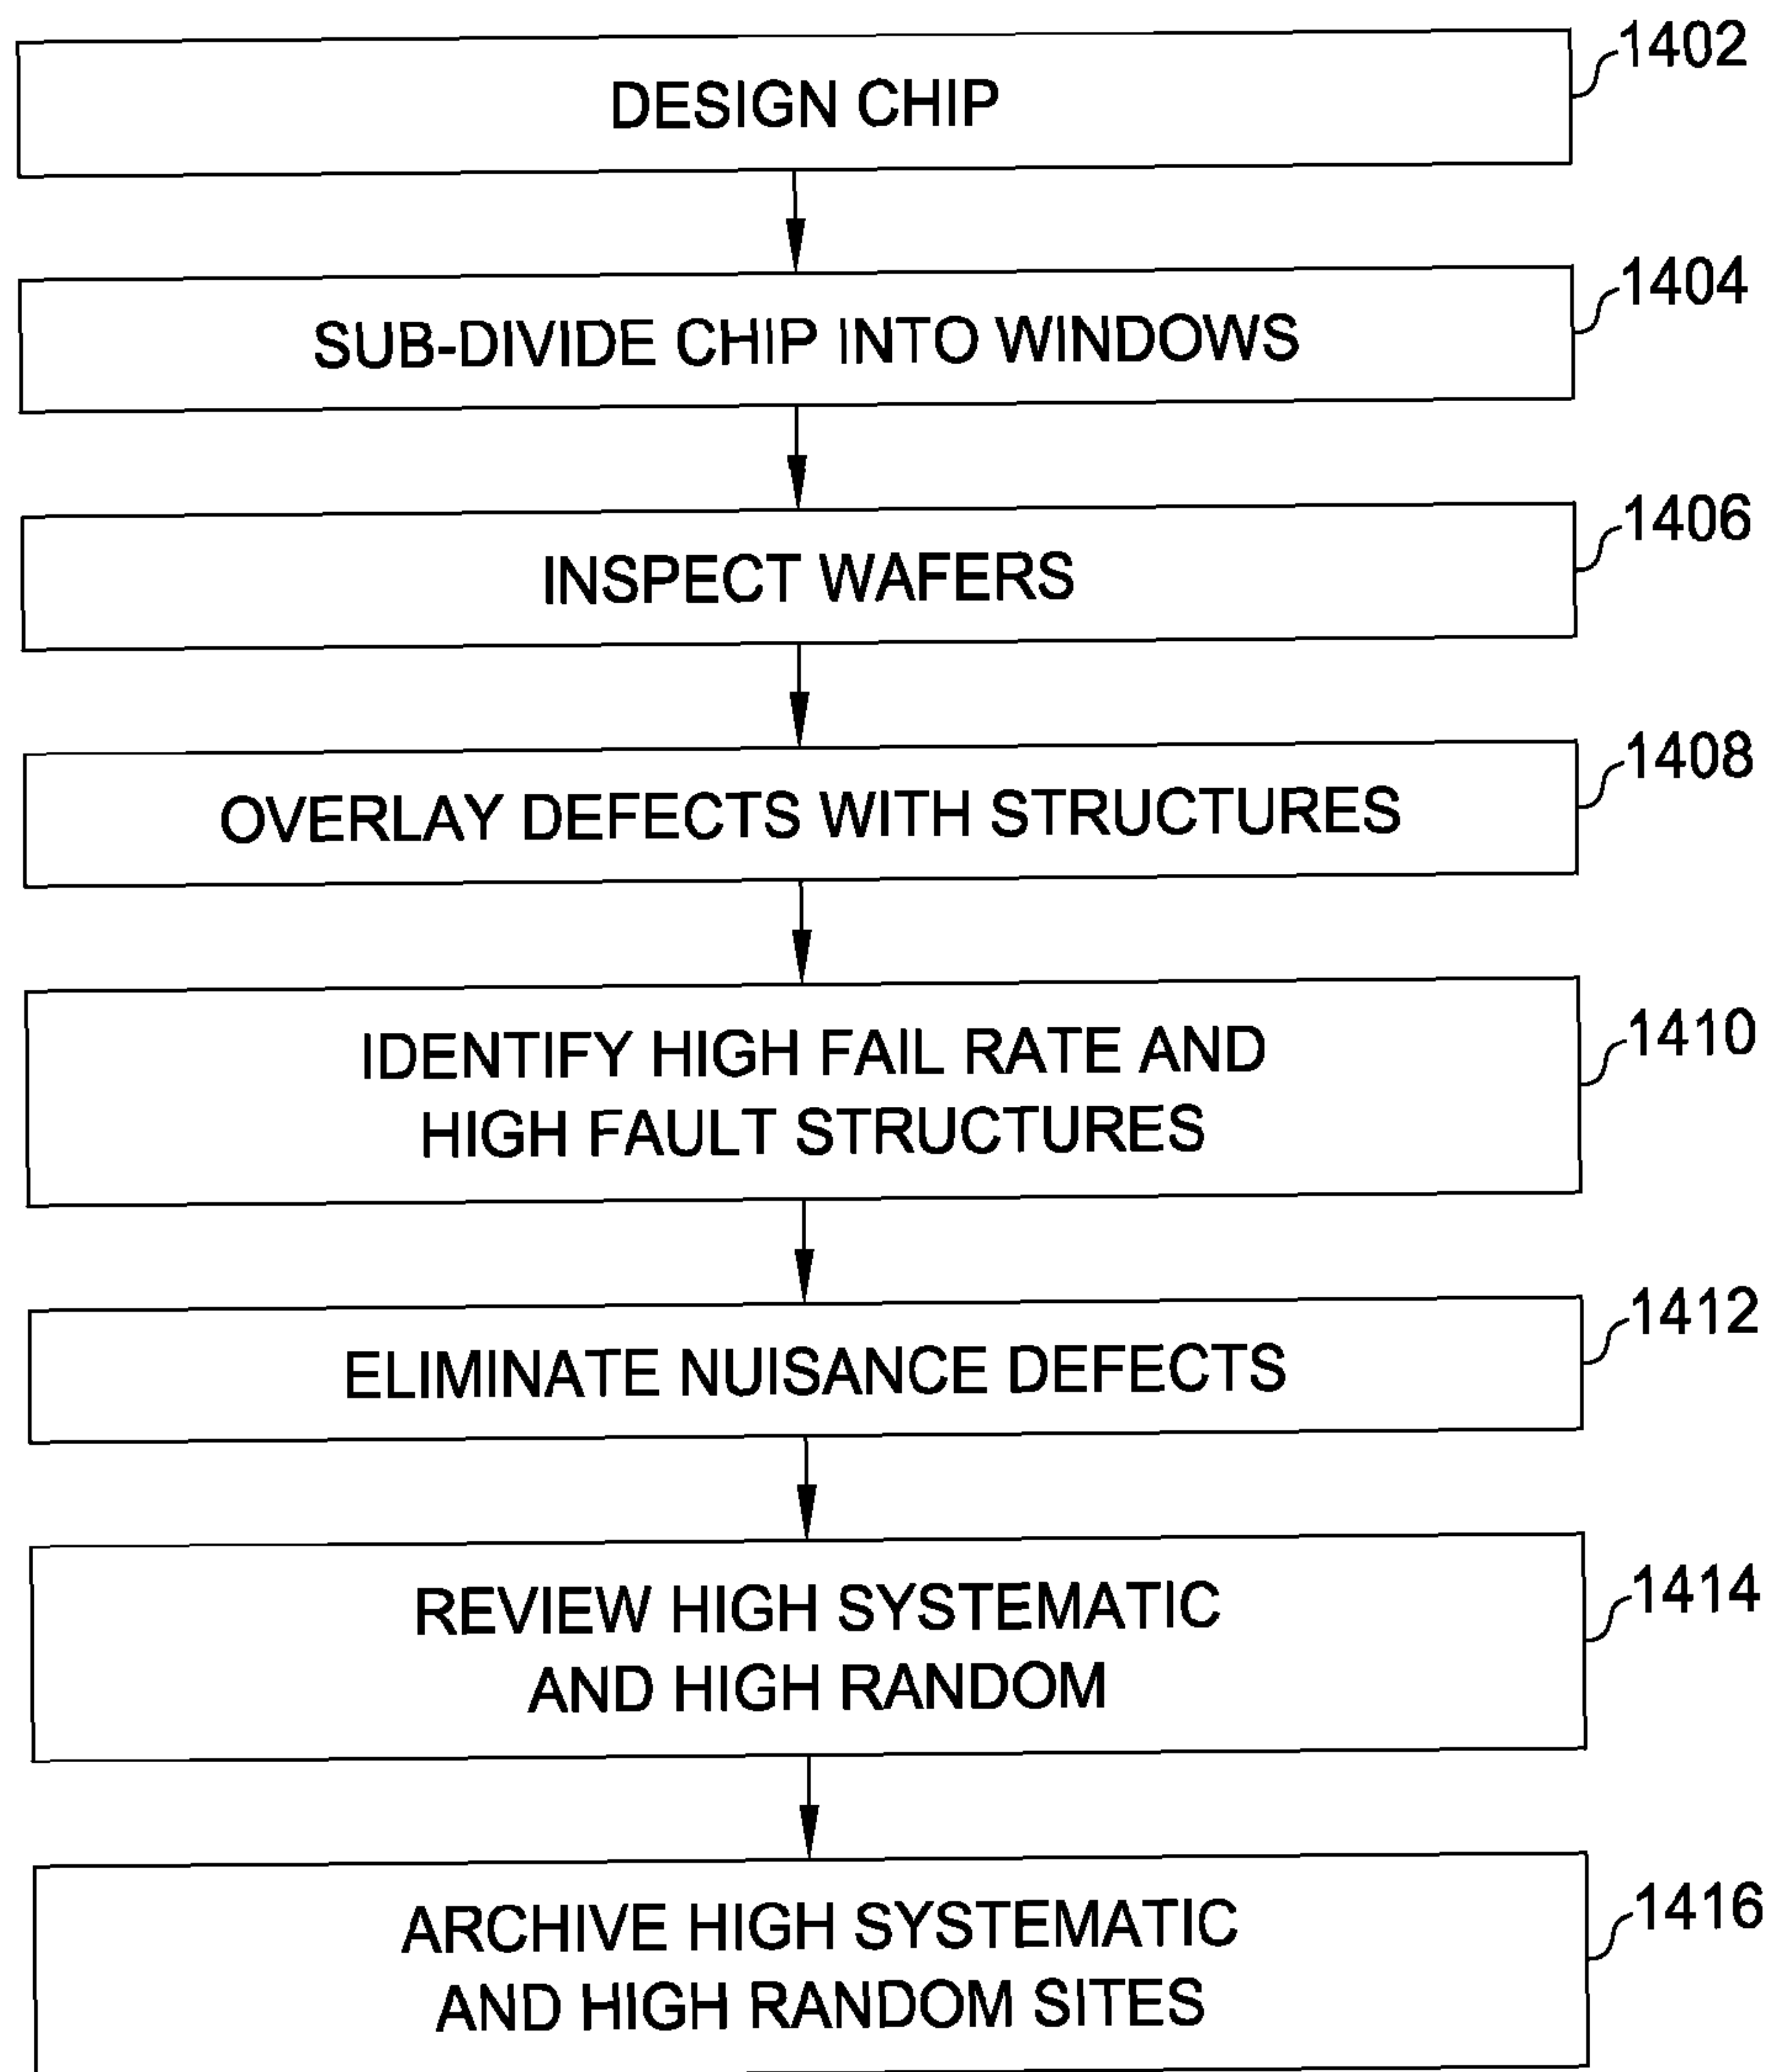 DESIGN CHIP
1402
SUB-DIVIDE CHIP INTO WINDOWS
1404
INSPECT WAFERS
1406
OVERLAY DEFECTS WITH STRUCTURES
1408
IDENTIFY HIGH FAIL RATE AND
HIGH FAULT STRUCTURES
1410
ELIMINATE NUISANCE DEFECTS
1412
REVIEW HIGH SYSTEMATIC
AND HIGH RANDOM
1414
ARCHIVE HIGH SYSTEMATIC
AND HIGH RANDOM SITES
1416